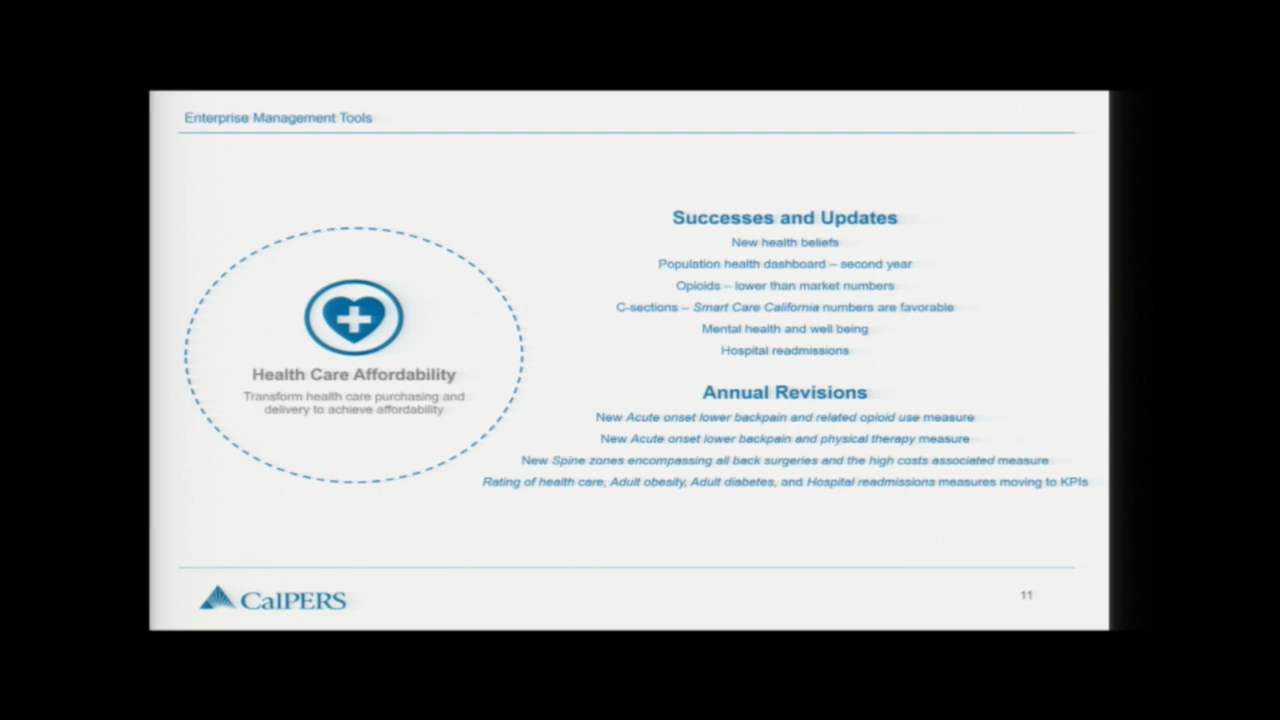 Enterprise Management Tools
Health Care Affordability
Transform health care purchasing and
delivery to achieve affordability
Successes and Updates
New health beliefs
Population health dashboard – second year
Opioids – lower than market numbers
C-sections – Smart Care California numbers are favorable
Mental health and well being
Hospital readmissions
Annual Revisions
New Acute onset lower backpain and related opioid use measure
New Acute onset lower backpain and physical therapy measure
New Spine zones encompassing all back surgeries and the high costs associated measure
Rating of health care, Adult obesity, Adult diabetes, and Hospital readmissions measures moving to KPIs
CalPERS
11